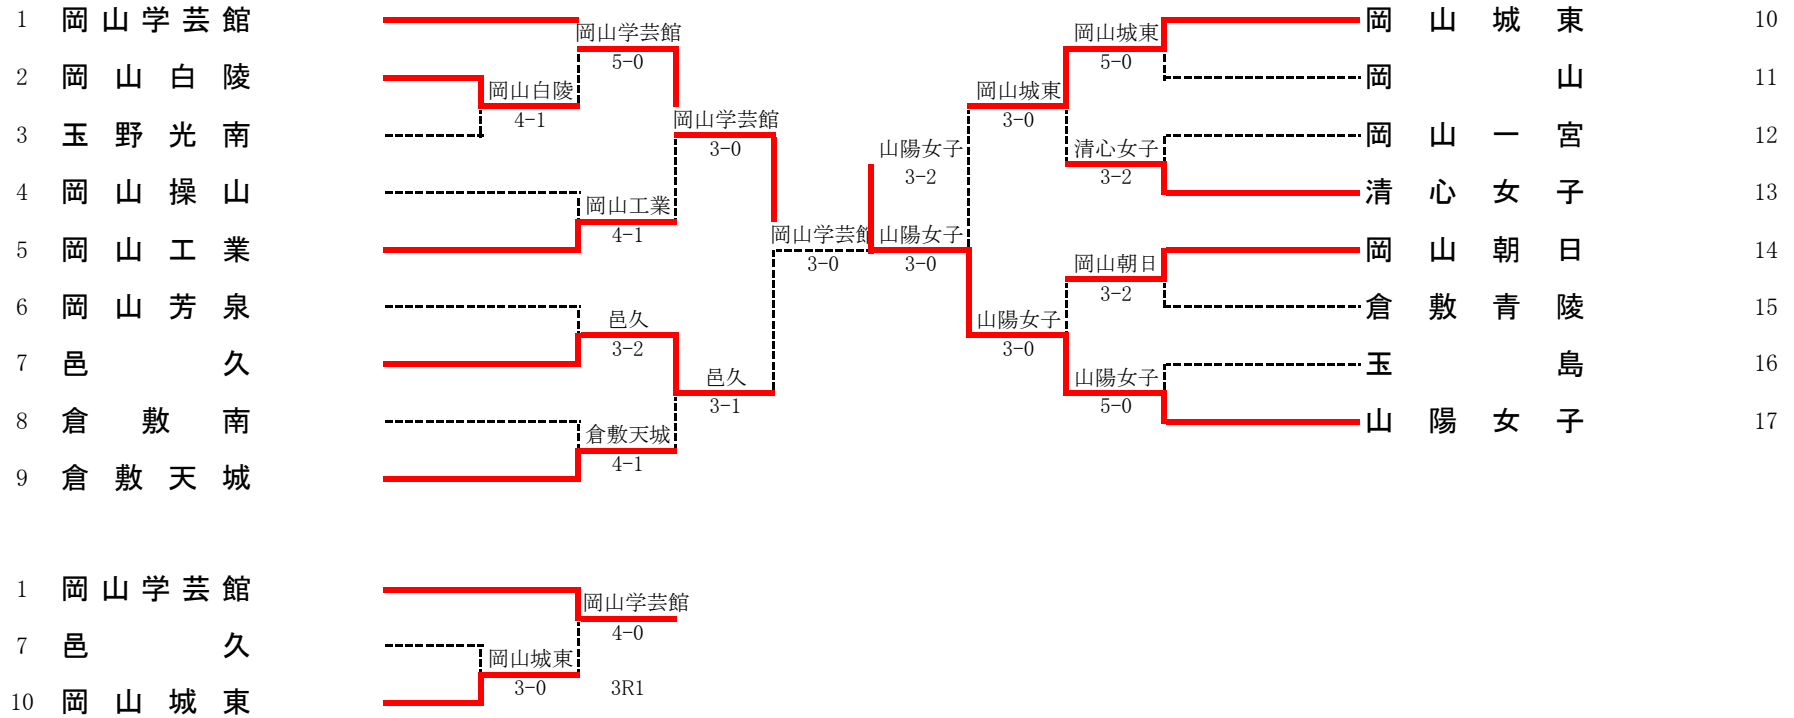 1 岡山学芸館
2 岡山白陵
3 玉野光南
4 岡山操山
5 岡山工業
6 岡山芳泉
7 邑久
8 倉敷南
9 倉敷天城
岡山白陵
4-1
岡山学芸館
5-0
岡山工業
4-1
邑久
3-2
倉敷天城
4-1
岡山学芸館
3-0
邑久
3-1
岡山学芸館
3-0
山陽女子
3-2
山陽女子
3-0
岡山城東
3-0
山陽女子
3-0
岡山城東
5-0
清心女子
3-2
岡山朝日
3-2
山陽女子
5-0
岡山城東 10
岡山 11
岡山一宮 12
清心女子 13
岡山朝日 14
倉敷青陵 15
玉島 16
山陽女子 17
1 岡山学芸館
7 邑久
10 岡山城東
岡山城東
3-0
岡山学芸館
4-0
3R1